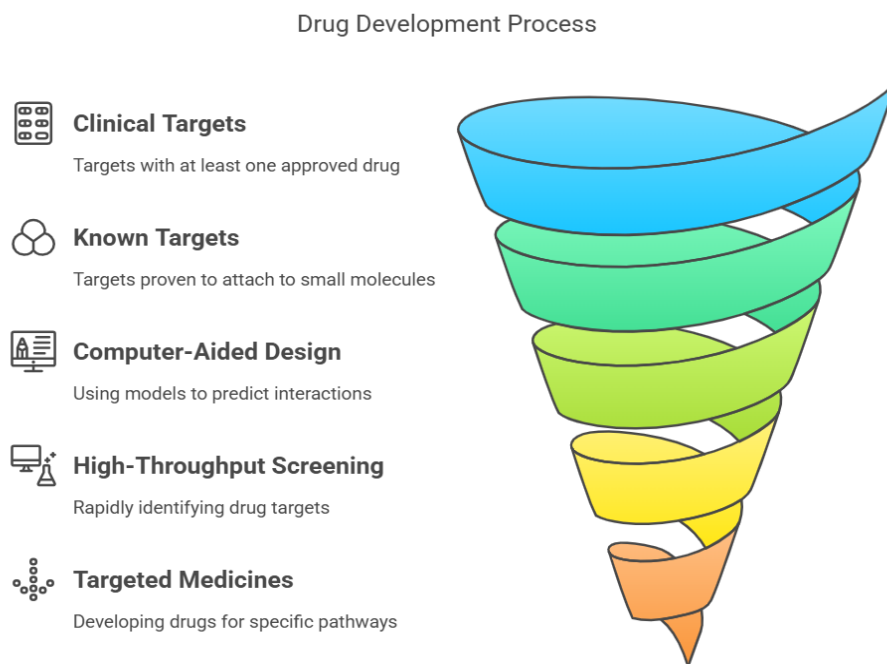 Drug Development Process
Clinical Targets
Targets with at least one approved drug
Known Targets
Targets proven to attach to small molecules
Computer-Aided Design
Using models to predict interactions
High-Throughput Screening
Rapidly identifying drug targets
Targeted Medicines
Developing drugs for specific pathways